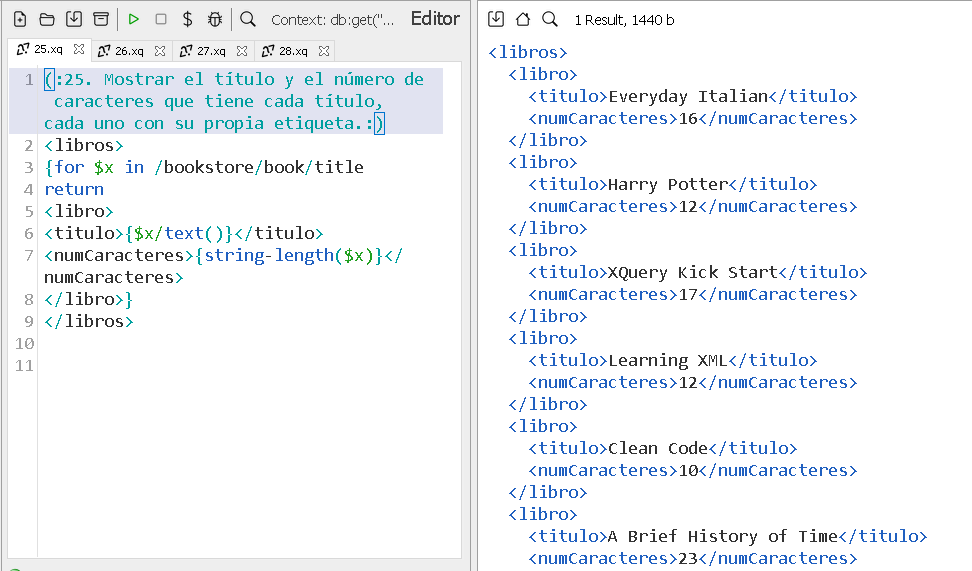 Context: db:get("... Editor
25.xq 26.xq 27.xq 28.xq
1 (:25. Mostrar el título y el número de
caracteres que tiene cada título,
cada uno con su propia etiqueta.:)
2 <libros>
3 {for $x in /bookstore/book/title
4 return
5 <libro>
6 <titulo>{$x/text()}</titulo>
7 <numCaracteres>{string-length($x)}</
numCaracteres>
8 </libro>}
9 </libros>
10
11
1 Result, 1440 b
<libros>
<libro>
<titulo>Everyday Italian</titulo>
<numCaracteres>16</numCaracteres>
</libro>
<libro>
<titulo>Harry Potter</titulo>
<numCaracteres>12</numCaracteres>
</libro>
<libro>
<titulo>XQuery Kick Start</titulo>
<numCaracteres>17</numCaracteres>
</libro>
<libro>
<titulo>Learning XML</titulo>
<numCaracteres>12</numCaracteres>
</libro>
<libro>
<titulo>Clean Code</titulo>
<numCaracteres>10</numCaracteres>
</libro>
<libro>
<titulo>A Brief History of Time</titulo>
<numCaracteres>23</numCaracteres>